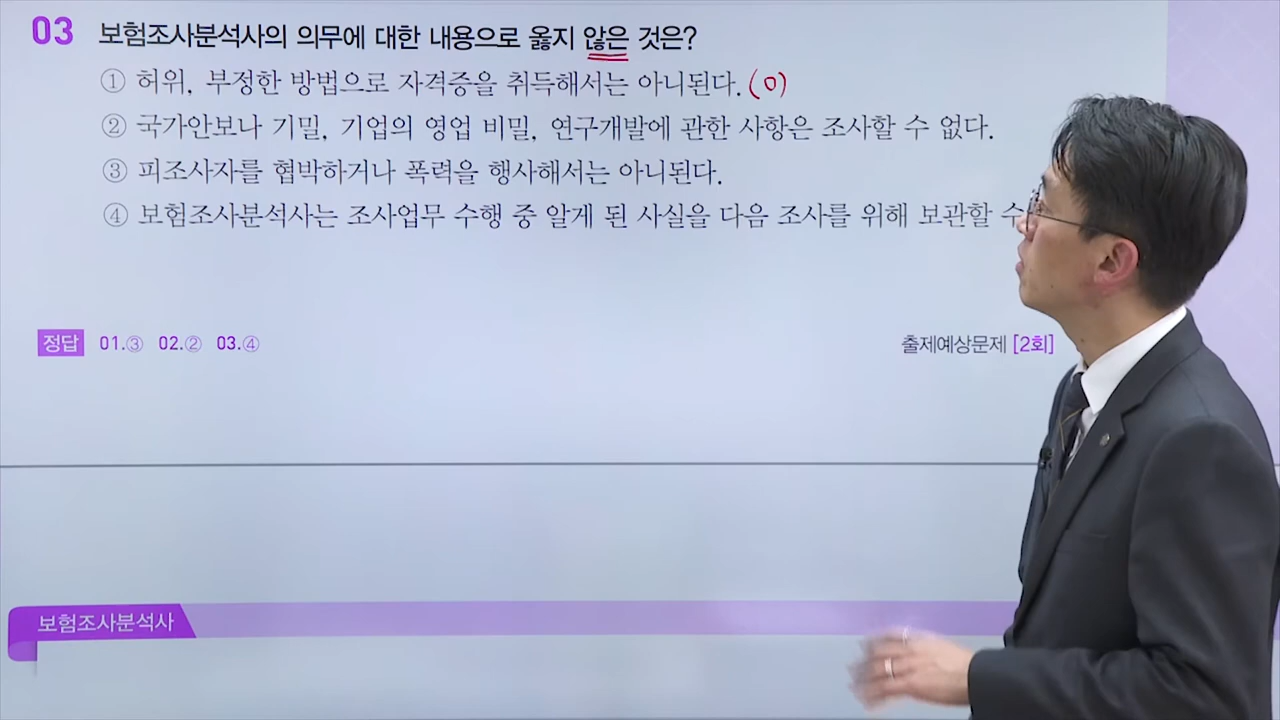 03 보험조사분석사의 의무에 대한 내용으로 옳지 않은 것은?
① 허위, 부정한 방법으로 자격증을 취득해서는 아니된다. (O)
② 국가안보나 기밀, 기업의 영업 비밀, 연구개발에 관한 사항은 조사할 수 없다.
③ 피조사자를 협박하거나 폭력을 행사해서는 아니된다.
④ 보험조사분석사는 조사업무 수행 중 알게 된 사실을 다음 조사를 위해 보관할 수
정답 01.③ 02.② 03.④
출제예상문제 [2회]
보험조사분석사